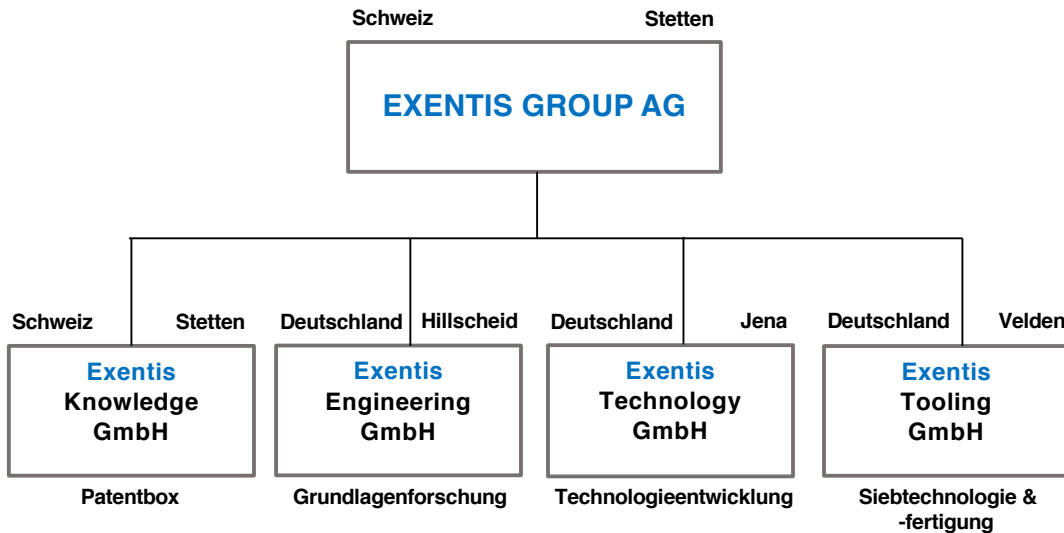 Schweiz Stetten
EXENTIS GROUP AG
Schweiz Stetten
Exentis
Knowledge
GmbH
Patentbox
Deutschland Hillscheid
Exentis
Engineering
GmbH
Grundlagenforschung
Deutschland Jena
Exentis
Technology
GmbH
Technologieentwicklung
Deutschland Velden
Exentis
Tooling
GmbH
Siebtechnologie &
-fertigung